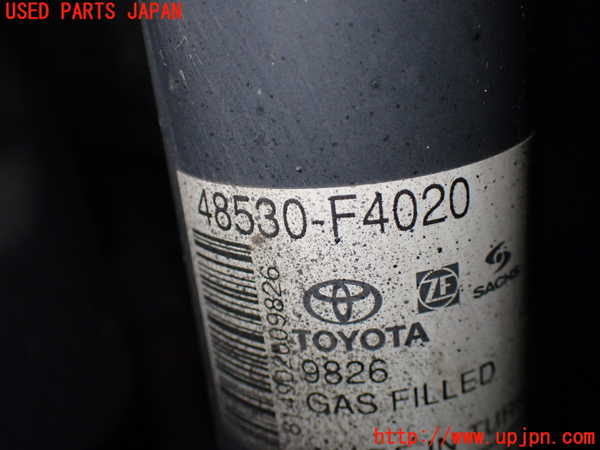 USED PARTS JAPAN
48530-F4020
ZF
SACHS
TOYOTA
9826
GAS FILLED
http://www.upjpn.com/